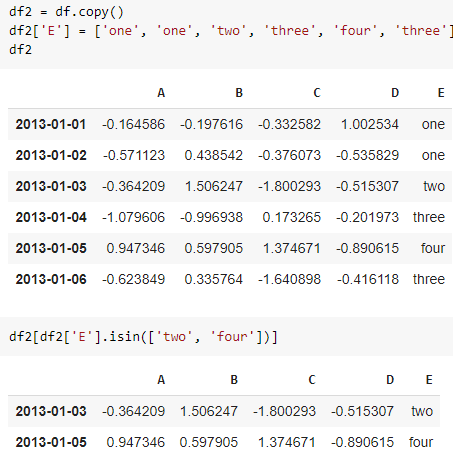 df2 = df.copy()
df2['E'] = ['one', 'one', 'two', 'three', 'four', 'three']
df2
A B C D E
2013-01-01 -0.164586 -0.197616 -0.332582 1.002534 one
2013-01-02 -0.571123 0.438542 -0.376073 -0.535829 one
2013-01-03 -0.364209 1.506247 -1.800293 -0.515307 two
2013-01-04 -1.079606 -0.996938 0.173265 -0.201973 three
2013-01-05 0.947346 0.597905 1.374671 -0.890615 four
2013-01-06 -0.623849 0.335764 -1.640898 -0.416118 three
df2[df2['E'].isin(['two', 'four'])]
A B C D E
2013-01-03 -0.364209 1.506247 -1.800293 -0.515307 two
2013-01-05 0.947346 0.597905 1.374671 -0.890615 four